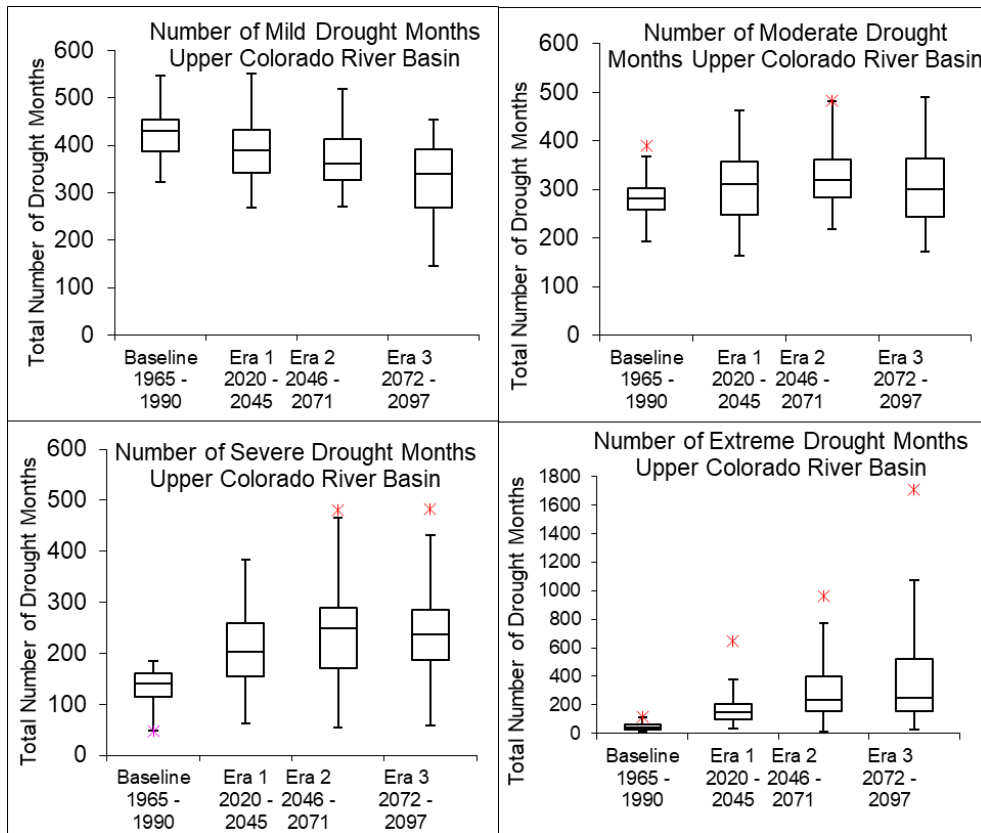 Number of Mild Drought Months
Upper Colorado River Basin
Total Number of Drought Months
600
500
400
300
200
100
0
Baseline
1965 -
1990
Era 1
2020 -
2045
Era 2
2046 -
2071
Era 3
2072 -
2097
Number of Moderate Drought
Months Upper Colorado River Basin
Total Number of Drought Months
600
500
400
300
200
100
0
Baseline
1965 -
1990
Era 1
2020 -
2045
Era 2
2046 -
2071
Era 3
2072 -
2097
Number of Severe Drought Months
Upper Colorado River Basin
Total Number of Drought Months
600
500
400
300
200
100
0
Baseline
1965 -
1990
Era 1
2020 -
2045
Era 2
2046 -
2071
Era 3
2072 -
2097
Number of Extreme Drought Months
Upper Colorado River Basin
Total Number of Drought Months
1800
1600
1400
1200
1000
800
600
400
200
0
Baseline
1965 -
1990
Era 1
2020 -
2045
Era 2
2046 -
2071
Era 3
2072 -
2097